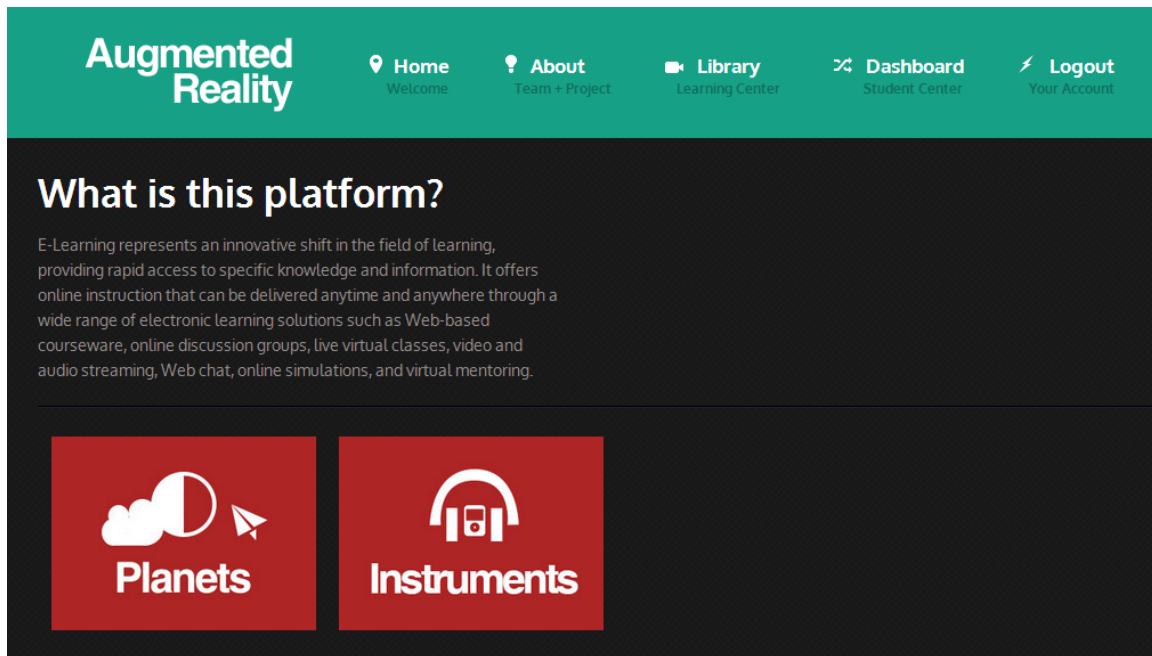 Augmented
Reality
Home
Welcome
About
Team + Project
Library
Learning Center
Dashboard
Student Center
Logout
Your Account
What is this platform?
E-Learning represents an innovative shift in the field of learning,
providing rapid access to specific knowledge and information. It offers
online instruction that can be delivered anytime and anywhere through a
wide range of electronic learning solutions such as Web-based
courseware, online discussion groups, live virtual classes, video and
audio streaming, Web chat, online simulations, and virtual mentoring.
Planets
Instruments